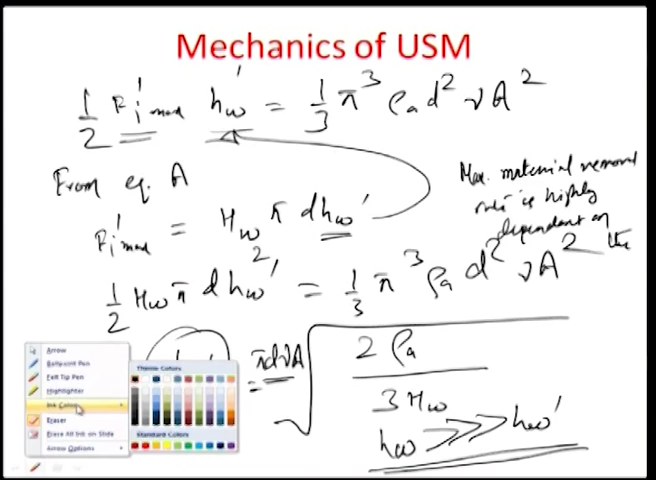 Mechanics of USM
1/2 F'i max h'w = 1/3 π³ ρa d² ν A²
From eq. A
F'i max = Hw π d hw'
Max. material removal
rate is highly
dependant on
the
1/2 Hw π d hw'² = 1/3 π³ ρa d² ν A²
= πdνA √ 2 ρa / 3 Hw
hw >>> hw'
Arrow
Ballpoint Pen
Felt Tip Pen
Highlighter
Ink Color
Eraser
Erase All Ink on Slide
Arrow Options
Theme Colors
Standard Colors